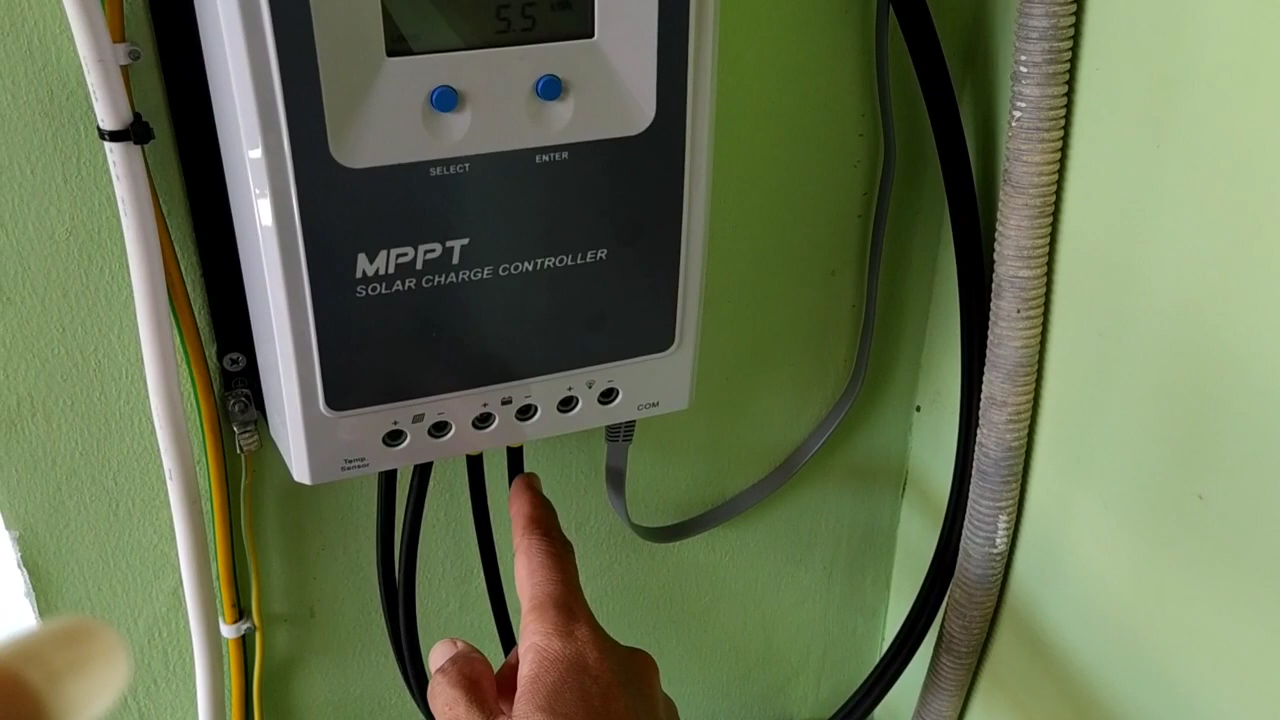 5.5
SELECT
ENTER
MPPT
SOLAR CHARGE CONTROLLER
+ - + - + -
COM
Temp.
Sensor